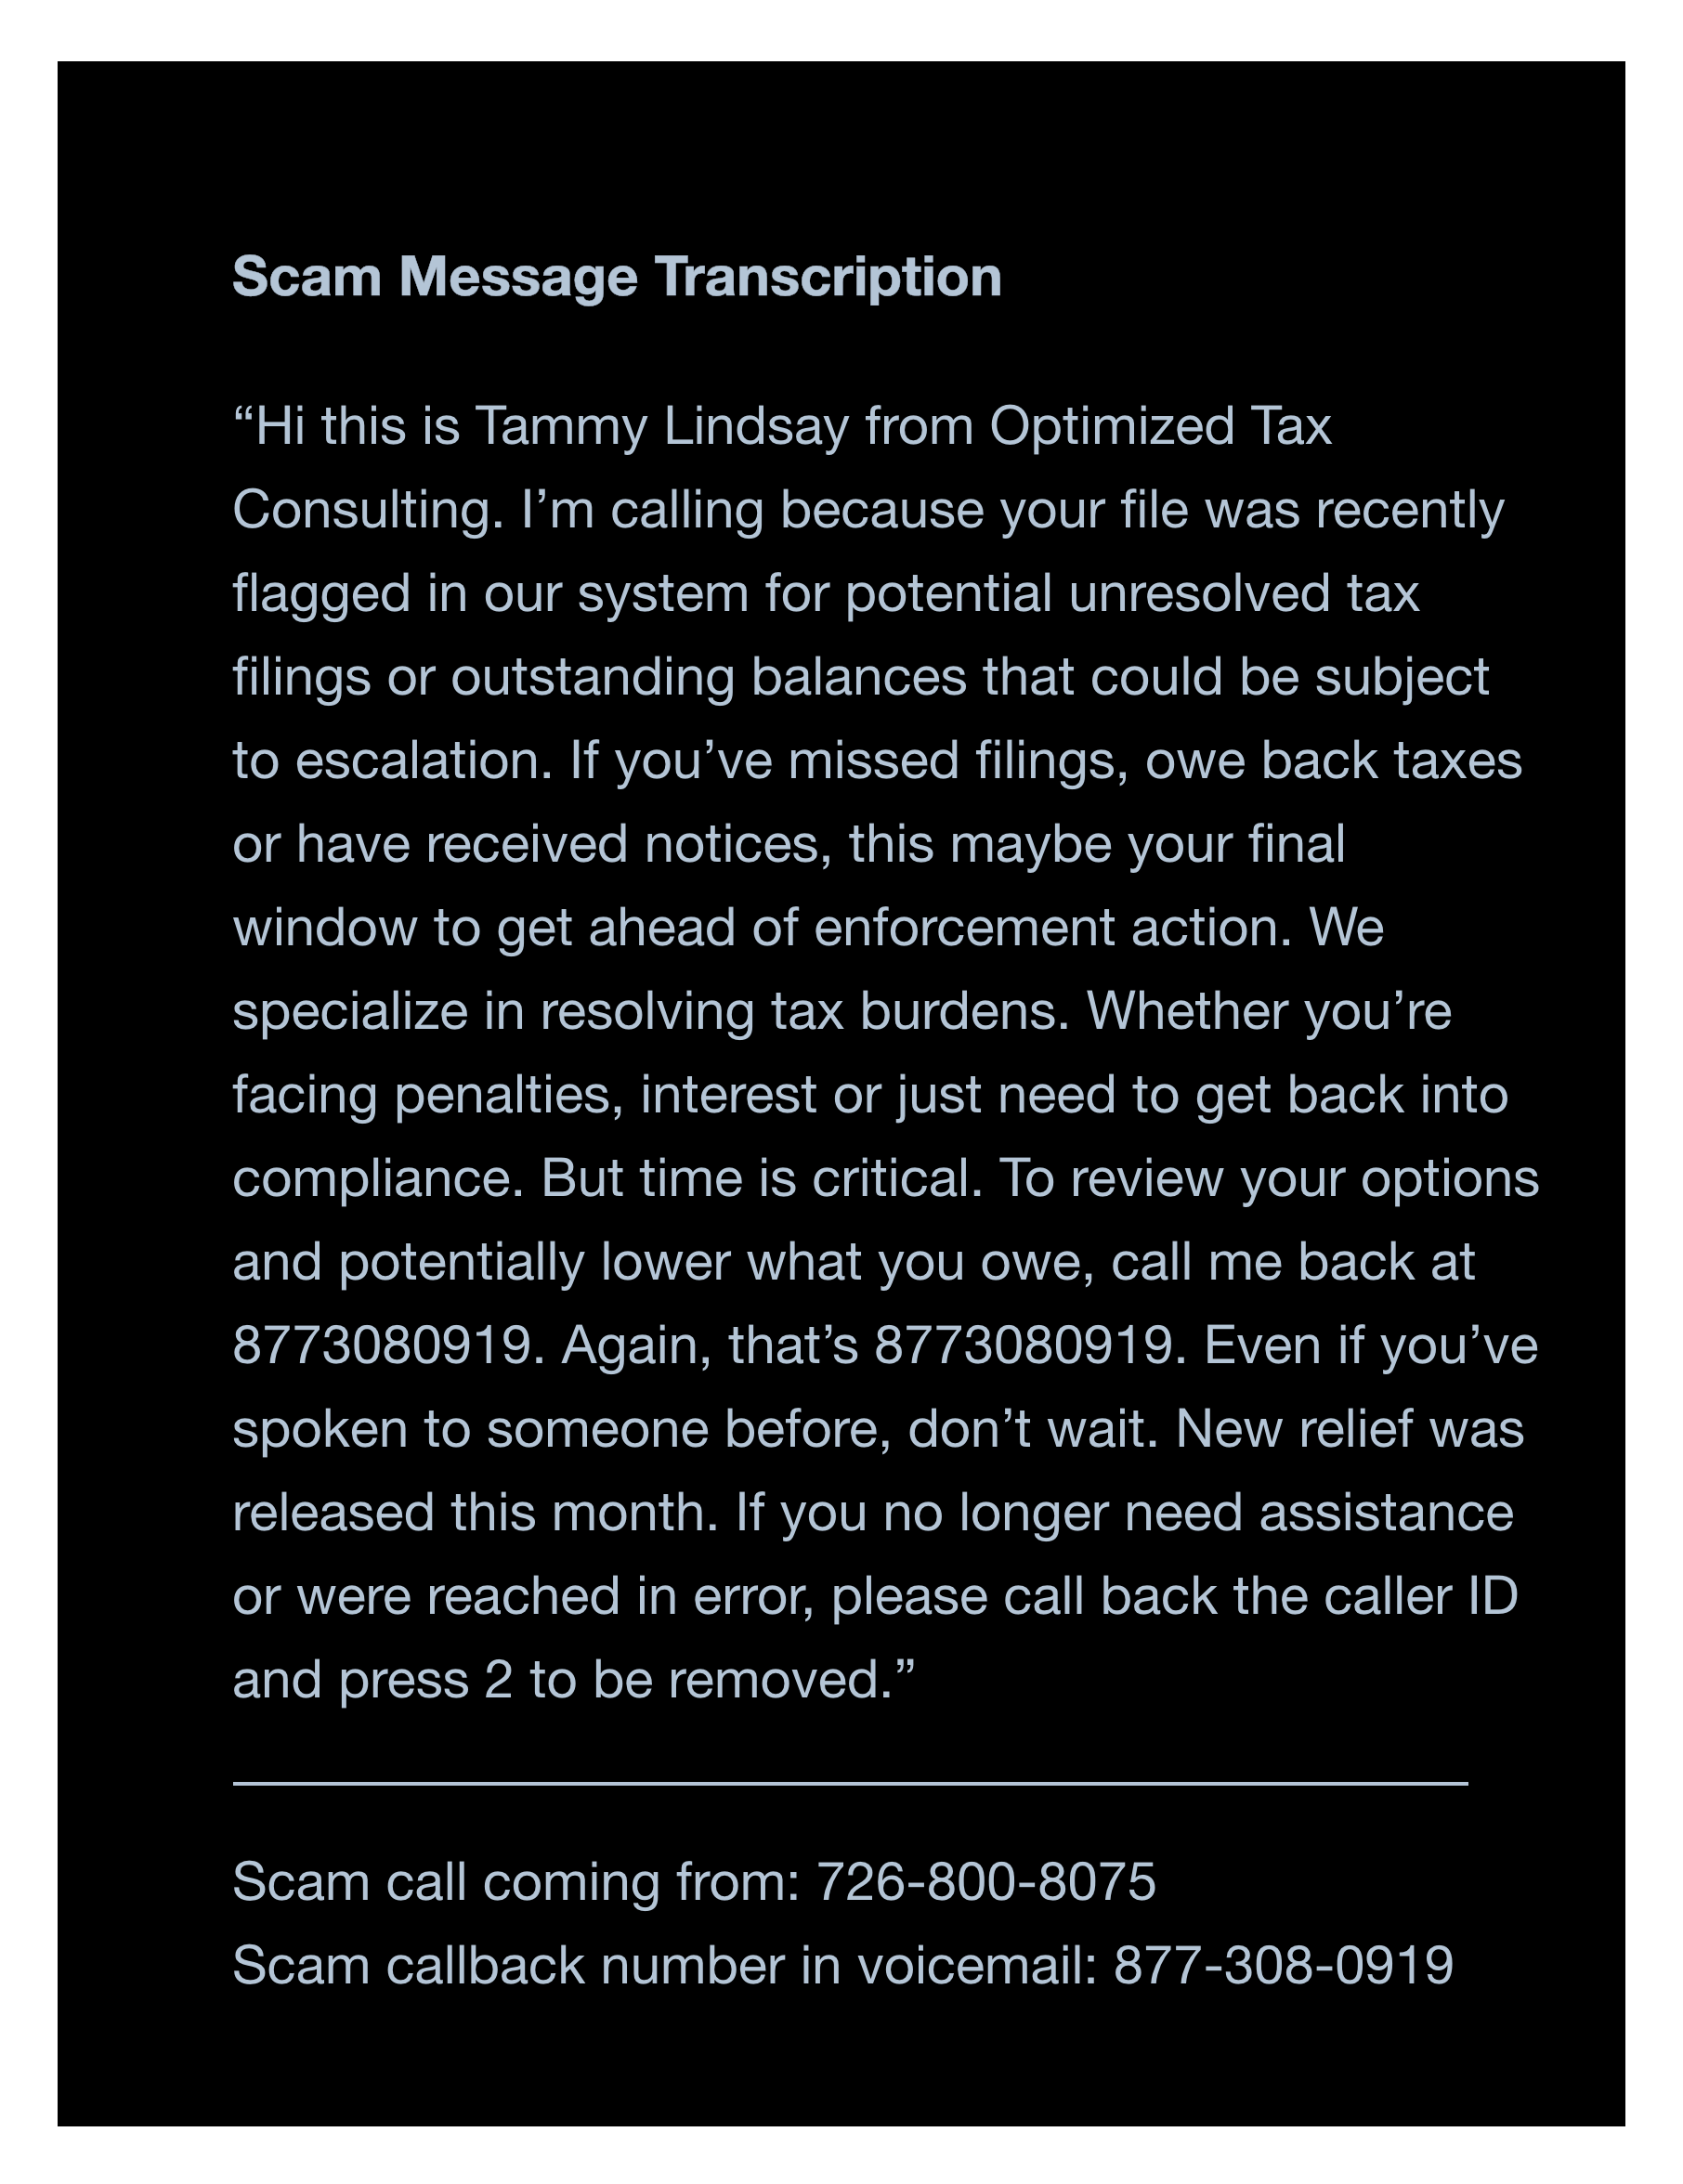 Scam Message Transcription
“Hi this is Tammy Lindsay from Optimized Tax
Consulting. I’m calling because your file was recently
flagged in our system for potential unresolved tax
filings or outstanding balances that could be subject
to escalation. If you’ve missed filings, owe back taxes
or have received notices, this maybe your final
window to get ahead of enforcement action. We
specialize in resolving tax burdens. Whether you’re
facing penalties, interest or just need to get back into
compliance. But time is critical. To review your options
and potentially lower what you owe, call me back at
8773080919. Again, that’s 8773080919. Even if you’ve
spoken to someone before, don’t wait. New relief was
released this month. If you no longer need assistance
or were reached in error, please call back the caller ID
and press 2 to be removed.”
Scam call coming from: 726-800-8075
Scam callback number in voicemail: 877-308-0919